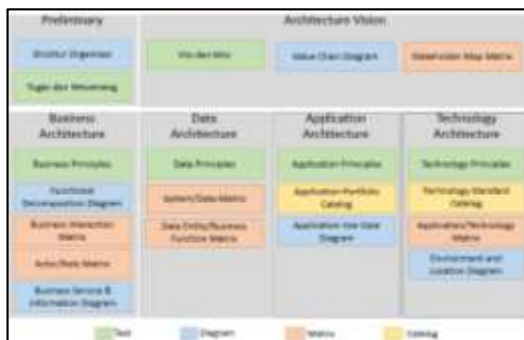 Preliminary
Architecture Vision
Struktur Organisasi
Visi dan Misi
Value Chain Diagram
Stakeholder Map Matrix
Tugas dan Wewenang
Business
Architecture
Data
Architecture
Application
Architecture
Technology
Architecture
Business Principles
Data Principles
Application Principles
Technology Principles
Functional
Decomposition Diagram
System/Data Matrix
Application Portfolio
Catalog
Technology Standard
Catalog
Business Interaction
Matrix
Data Entity/Business
Function Matrix
Application Use Case
Diagram
Application/Technology
Matrix
Actor/Role Matrix
Environment and
Location Diagram
Business Service &
Information Diagram
Text
Diagram
Matrix
Catalog